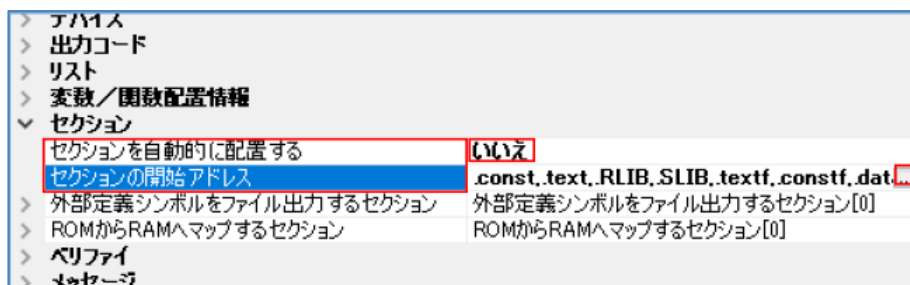 デバイス
出力コード
リスト
変数／関数配置情報
セクション
セクションを自動的に配置する いいえ
セクションの開始アドレス .const,.text,.RLIB,.SLIB,.textf,.constf,.dat...
外部定義シンボルをファイル出力するセクション 外部定義シンボルをファイル出力するセクション[0]
ROMからRAMへマップするセクション ROMからRAMへマップするセクション[0]
ベリファイ
メッセージ